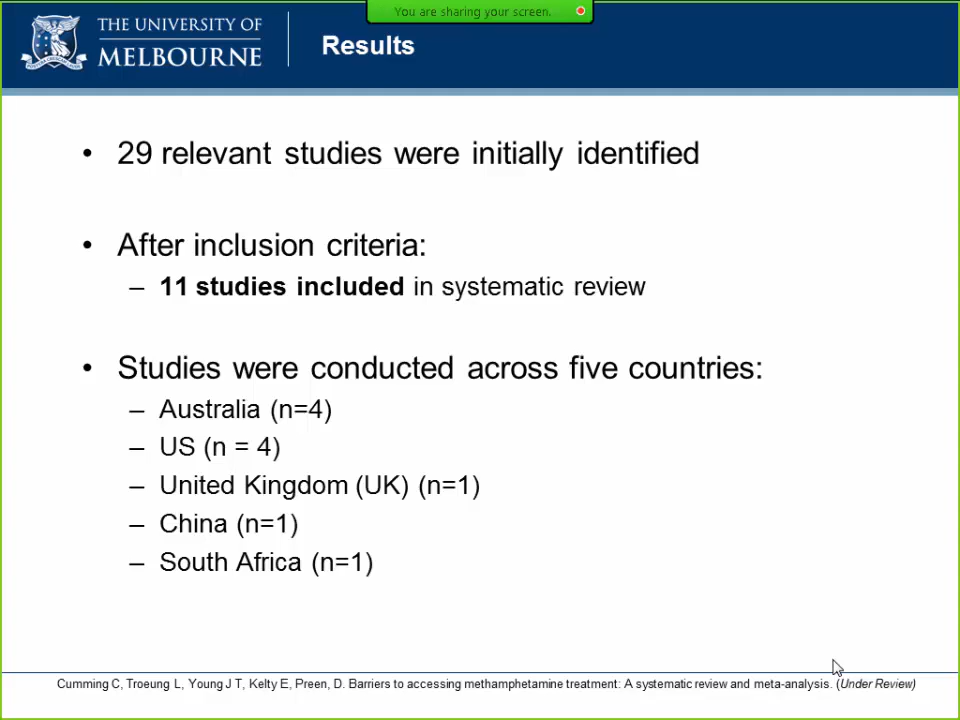 You are sharing your screen.
THE UNIVERSITY OF
MELBOURNE
Results
• 29 relevant studies were initially identified
• After inclusion criteria:
– 11 studies included in systematic review
• Studies were conducted across five countries:
– Australia (n=4)
– US (n = 4)
– United Kingdom (UK) (n=1)
– China (n=1)
– South Africa (n=1)
Cumming C, Troeung L, Young J T, Kelty E, Preen, D. Barriers to accessing methamphetamine treatment: A systematic review and meta-analysis. (Under Review)